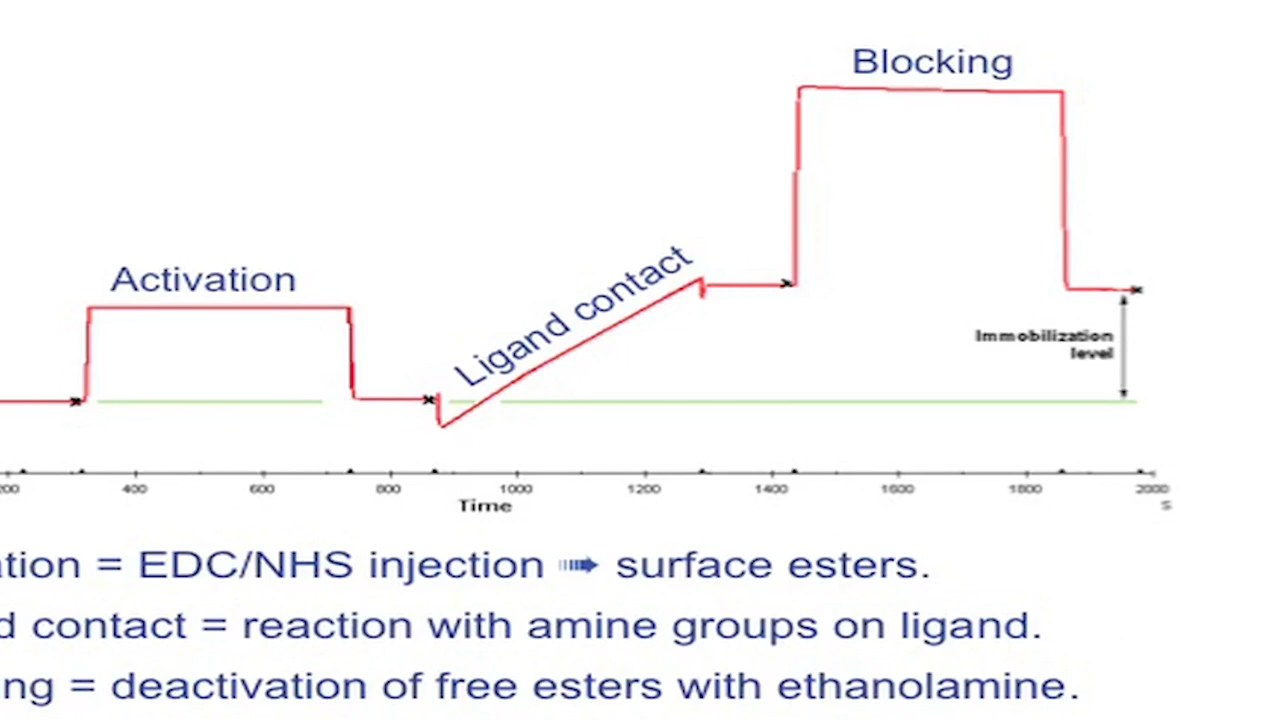 Blocking
Activation
Ligand contact
Immobilization
level
200 400 600 800 1000 1200 1400 1600 1800 2000
Time
s
ation = EDC/NHS injection ➠ surface esters.
d contact = reaction with amine groups on ligand.
ng = deactivation of free esters with ethanolamine.